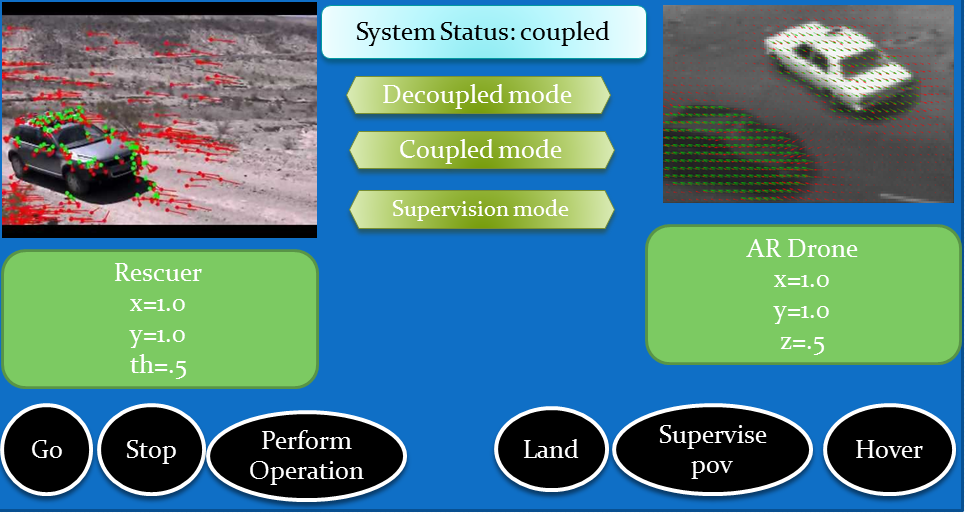 System Status: coupled
Decoupled mode
Coupled mode
Supervision mode
Rescuer
x=1.0
y=1.0
th=.5
AR Drone
x=1.0
y=1.0
z=.5
Go
Stop
Perform
Operation
Land
Supervise
pov
Hover